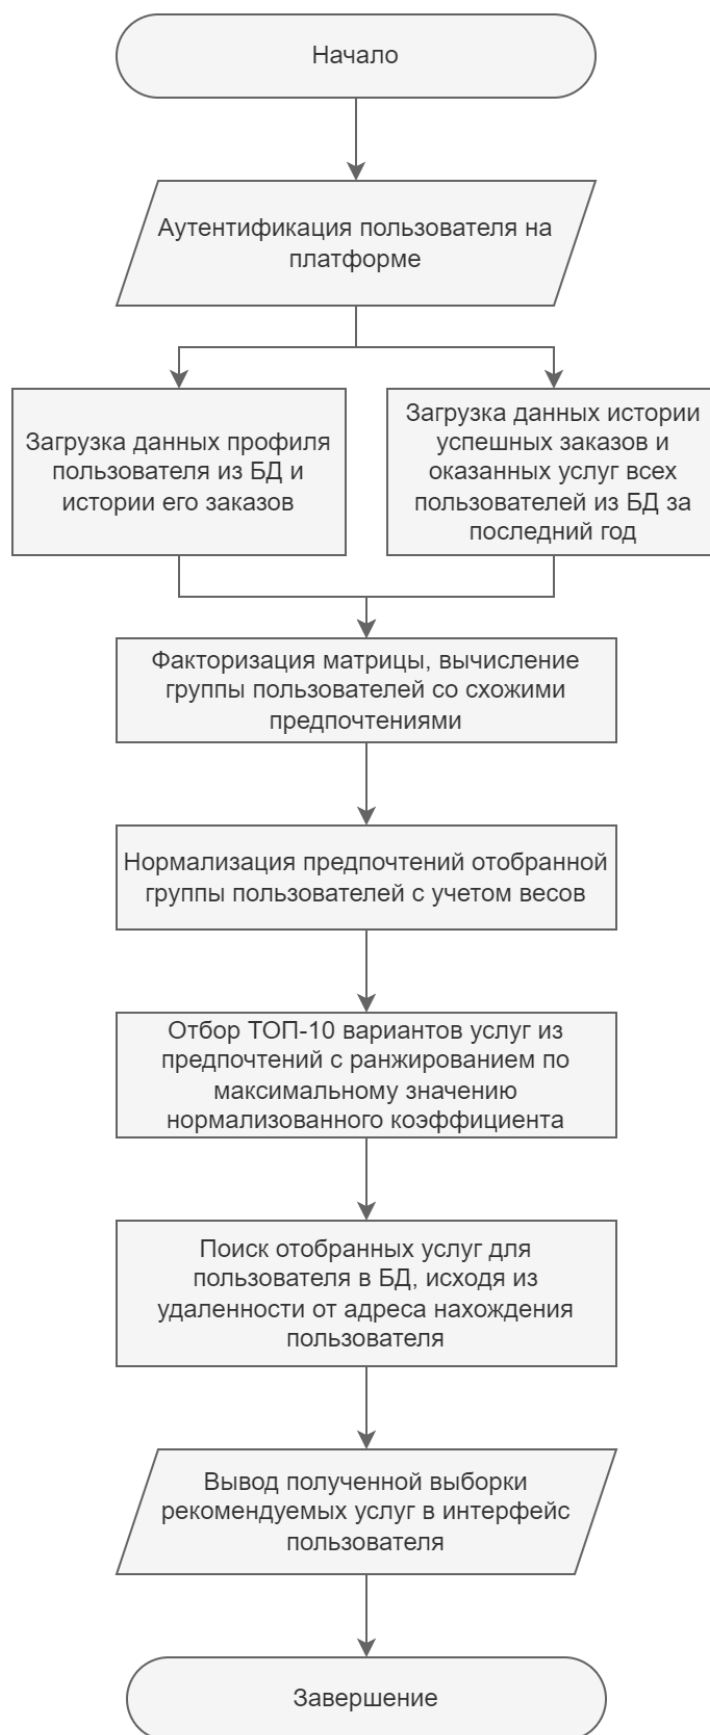 Начало
Аутентификация пользователя на
платформе
Загрузка данных профиля
пользователя из БД и
истории его заказов
Загрузка данных истории
успешных заказов и
оказанных услуг всех
пользователей из БД за
последний год
Факторизация матрицы, вычисление
группы пользователей со схожими
предпочтениями
Нормализация предпочтений отобранной
группы пользователей с учетом весов
Отбор ТОП-10 вариантов услуг из
предпочтений с ранжированием по
максимальному значению
нормализованного коэффициента
Поиск отобранных услуг для
пользователя в БД, исходя из
удаленности от адреса нахождения
пользователя
Вывод полученной выборки
рекомендуемых услуг в интерфейс
пользователя
Завершение